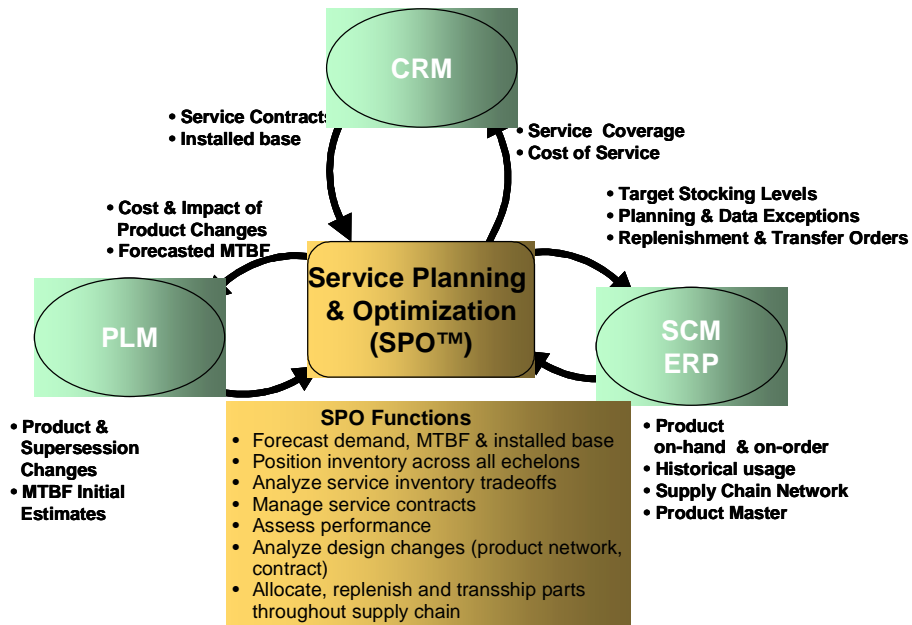 CRM
• Service Contracts
• Installed base
• Service Coverage
• Cost of Service
• Cost & Impact of
Product Changes
• Forecasted MTBF
• Target Stocking Levels
• Planning & Data Exceptions
• Replenishment & Transfer Orders
Service Planning
& Optimization
(SPO™)
PLM
SCM
ERP
• Product &
Supersession
Changes
• MTBF Initial
Estimates
SPO Functions
• Forecast demand, MTBF & installed base
• Position inventory across all echelons
• Analyze service inventory tradeoffs
• Manage service contracts
• Assess performance
• Analyze design changes (product network,
contract)
• Allocate, replenish and transship parts
throughout supply chain
• Product
on-hand & on-order
• Historical usage
• Supply Chain Network
• Product Master